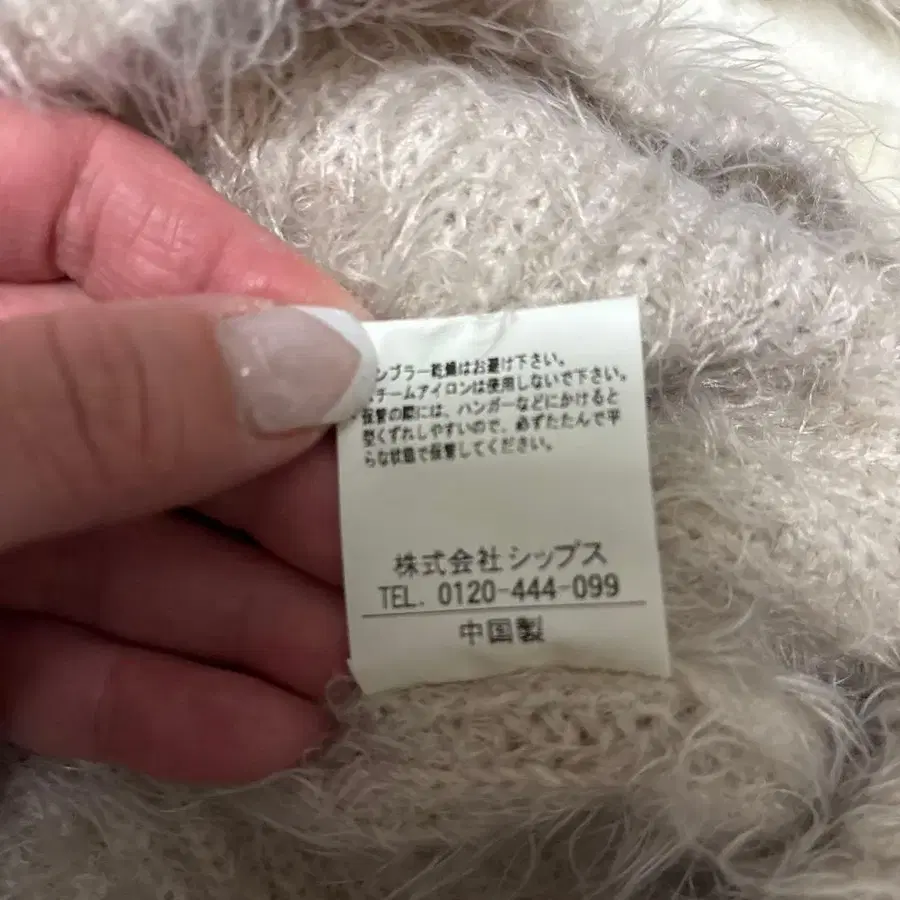 ンブラー乾燥はお避け下さい。
スチームアイロンは使用しないで下さい。
保管の際には、ハンガーなどにかけると
型くずれしやすいので、必ずたたんで平
らな状態で保管してください。
株式会社 シップス
TEL. 0120-444-099
中国製